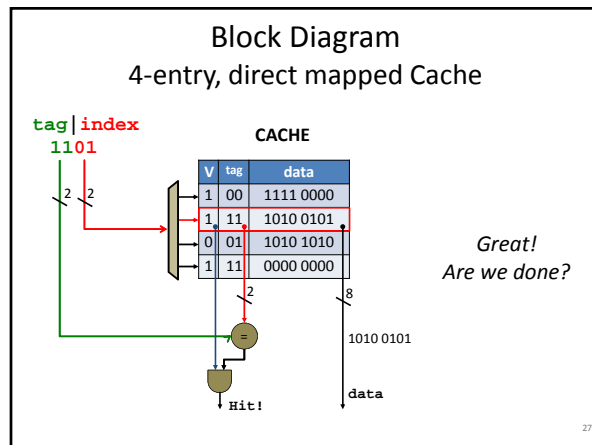 Block Diagram
4-entry, direct mapped Cache
tag|index
1101
CACHE
V tag data
1 00 1111 0000
1 11 1010 0101
0 01 1010 1010
1 11 0000 0000
2 2
2
8
=
1010 0101
Hit!
data
Great!
Are we done?
27